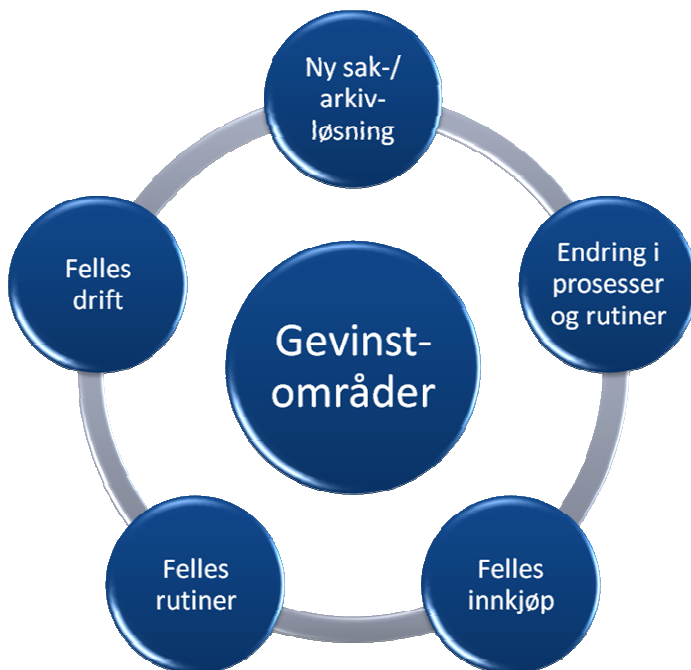 Ny sak-/
arkiv-
løsning
Endring i
prosesser
og rutiner
Felles
innkjøp
Felles
rutiner
Felles
drift
Gevinst-
områder